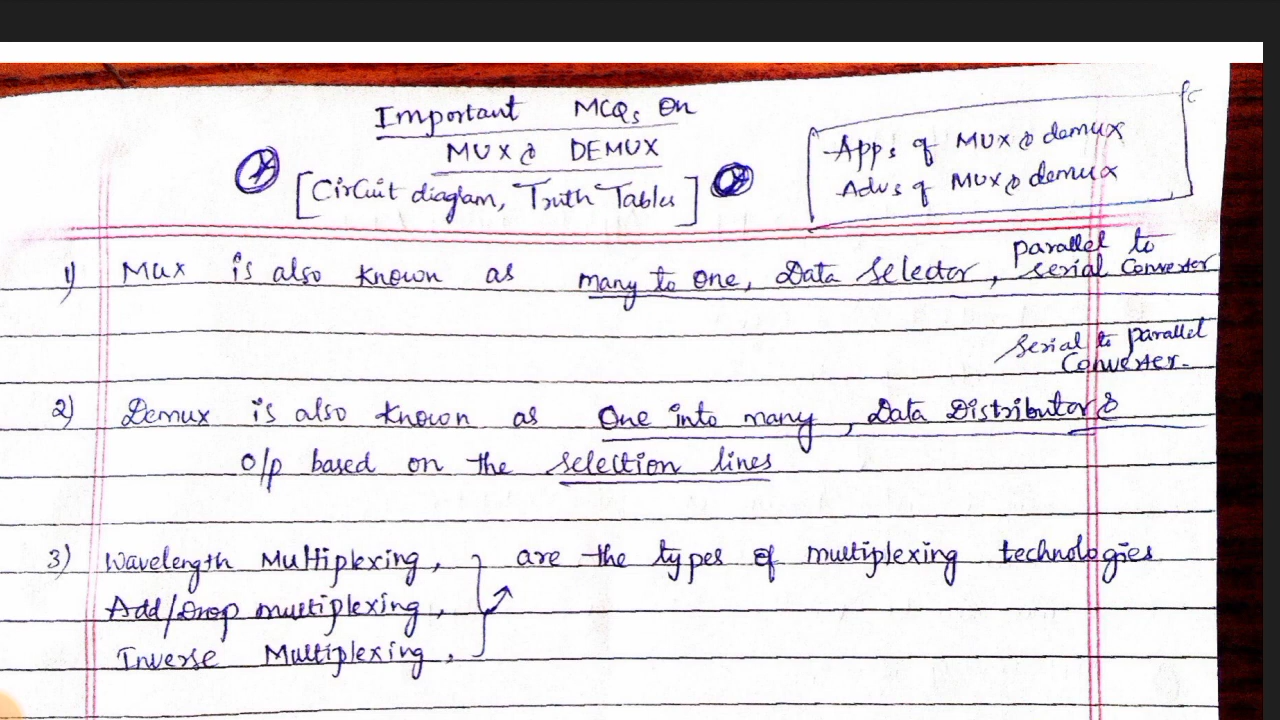 Important MCQs on
MUX & DEMUX
[Circuit diagram, Truth Tables]
Apps of MUX & demux
Advs of MUX & demux
1) Mux is also known as many to one, Data Selector, parallel to serial Converter
Serial to parallel
Converter.
2) Demux is also known as One into many, Data Distributor &
O/p based on the selection lines
3) Wavelength Multiplexing, are the types of multiplexing technologies
Add/Drop multiplexing,
Inverse Multiplexing,